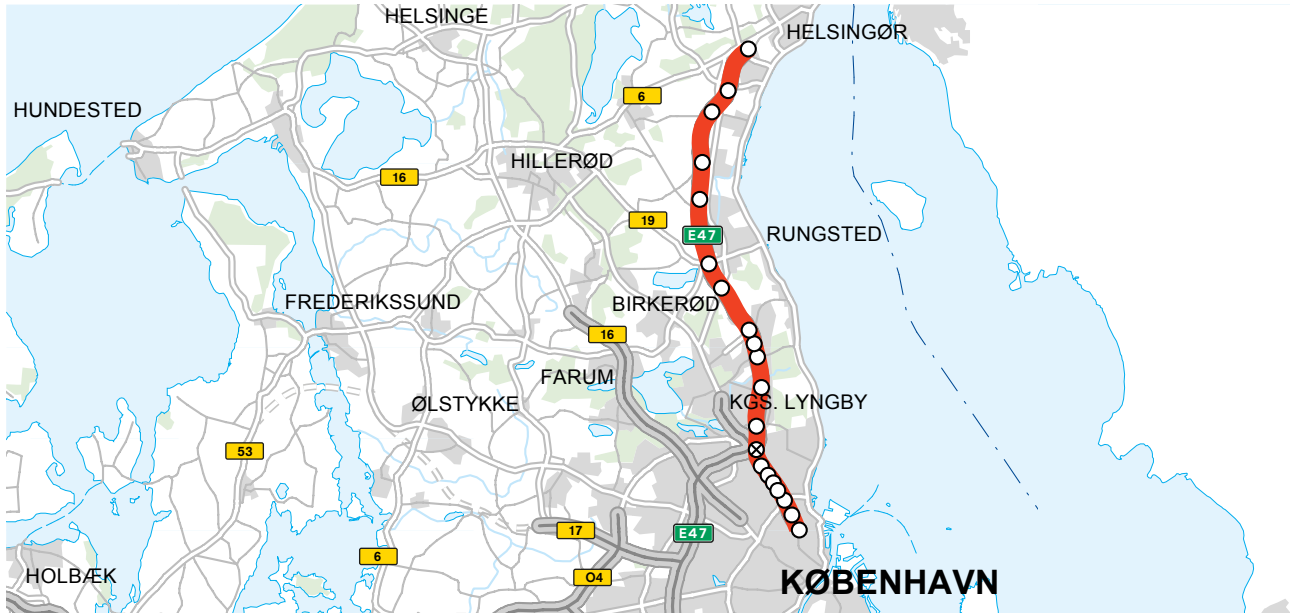 HELSINGE
HELSINGØR
6
HUNDESTED
HILLERØD
16
19
E47
RUNGSTED
FREDERIKSSUND
BIRKERØD
16
FARUM
ØLSTYKKE
KGS. LYNGBY
53
17
E47
6
O4
HOLBÆK
KØBENHAVN